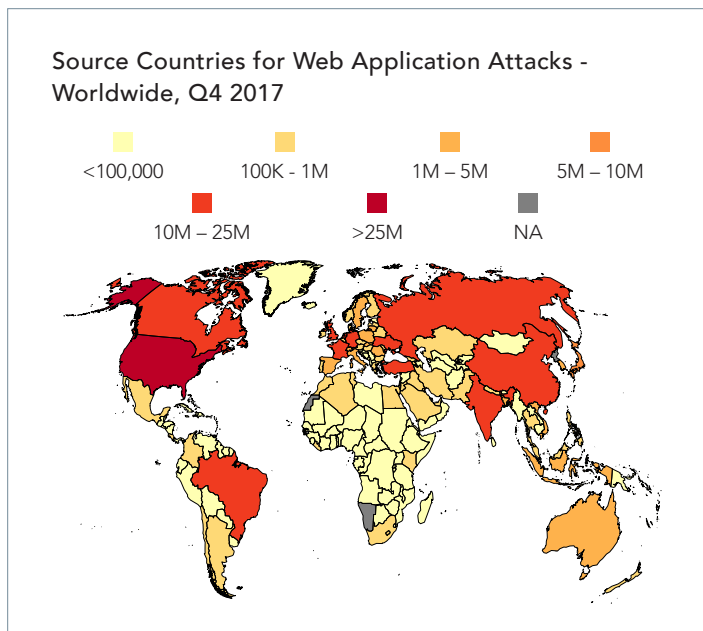 Source Countries for Web Application Attacks -
Worldwide, Q4 2017
<100,000 100K - 1M 1M – 5M 5M – 10M
10M – 25M >25M NA